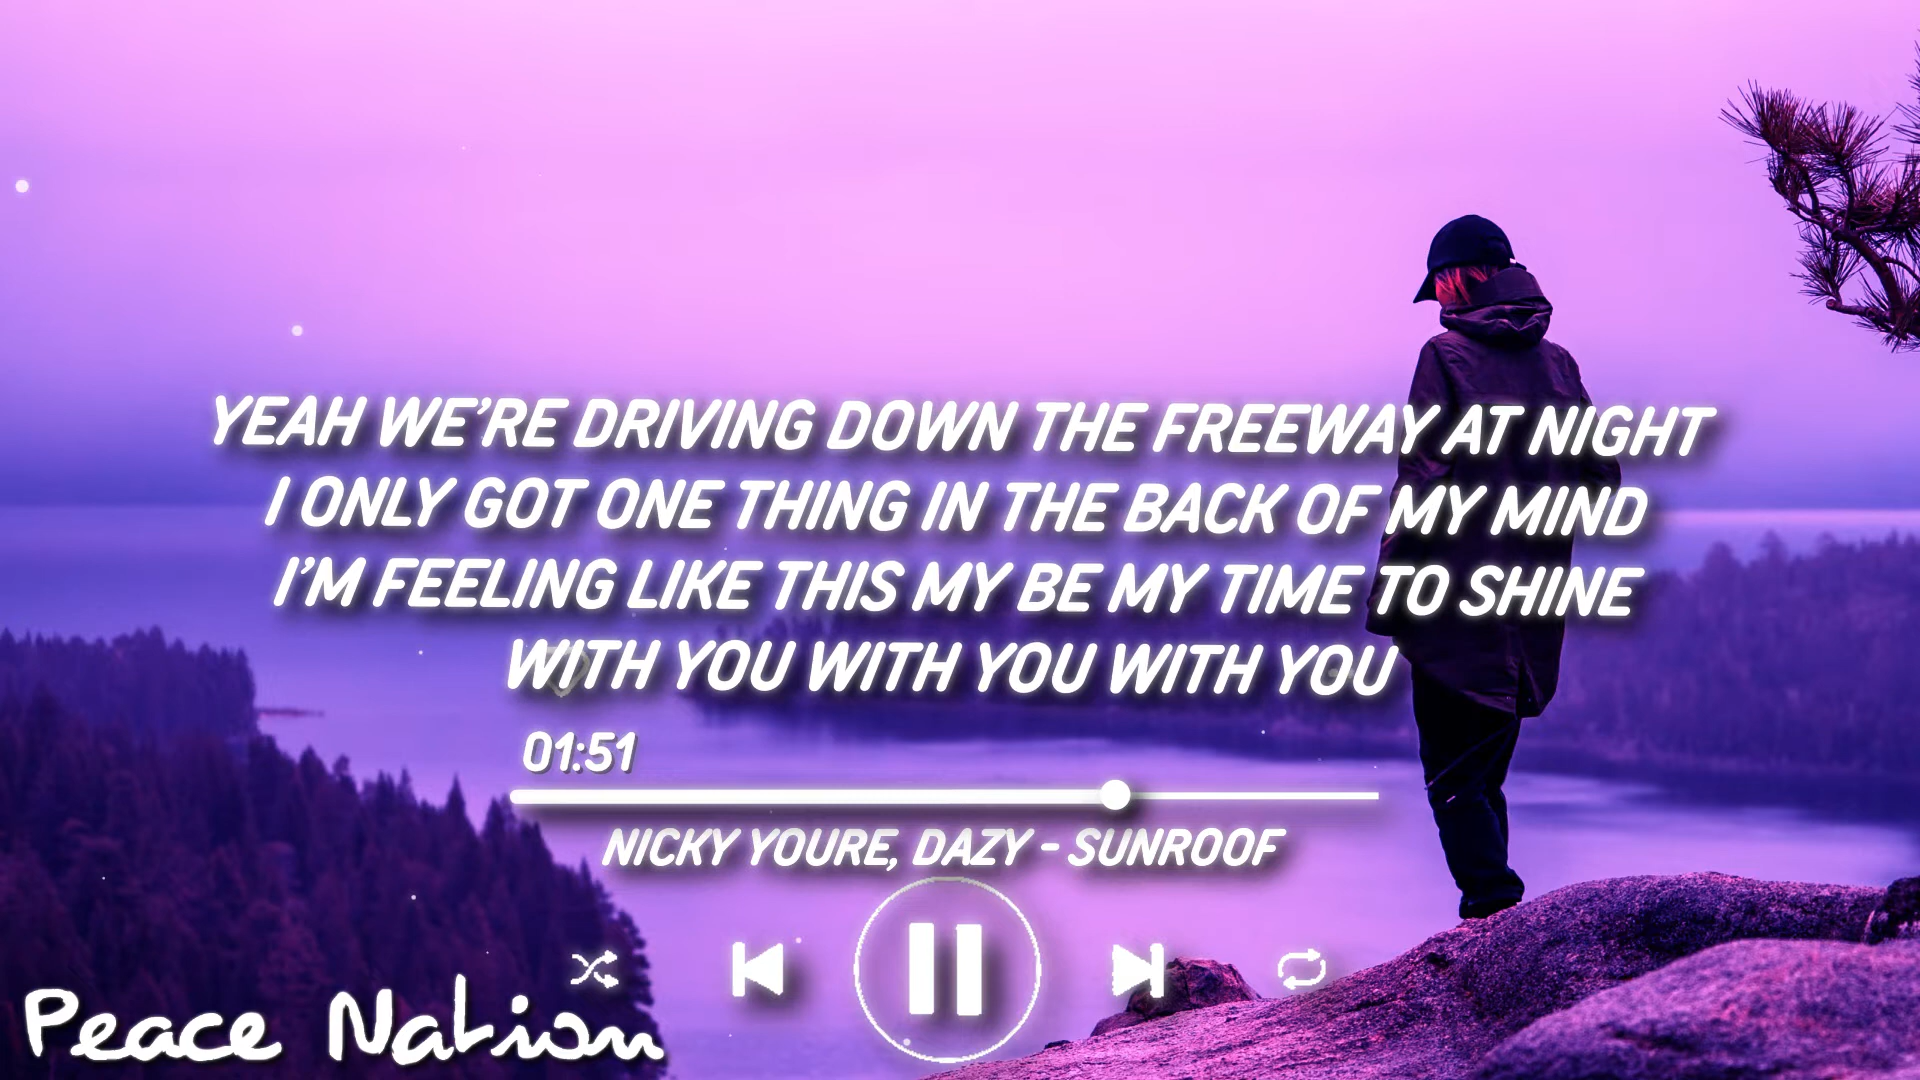 YEAH WE'RE DRIVING DOWN THE FREEWAY AT NIGHT
I ONLY GOT ONE THING IN THE BACK OF MY MIND
I'M FEELING LIKE THIS MY BE MY TIME TO SHINE
WITH YOU WITH YOU WITH YOU
01:51
NICKY YOURE, DAZY - SUNROOF
Peace Nation